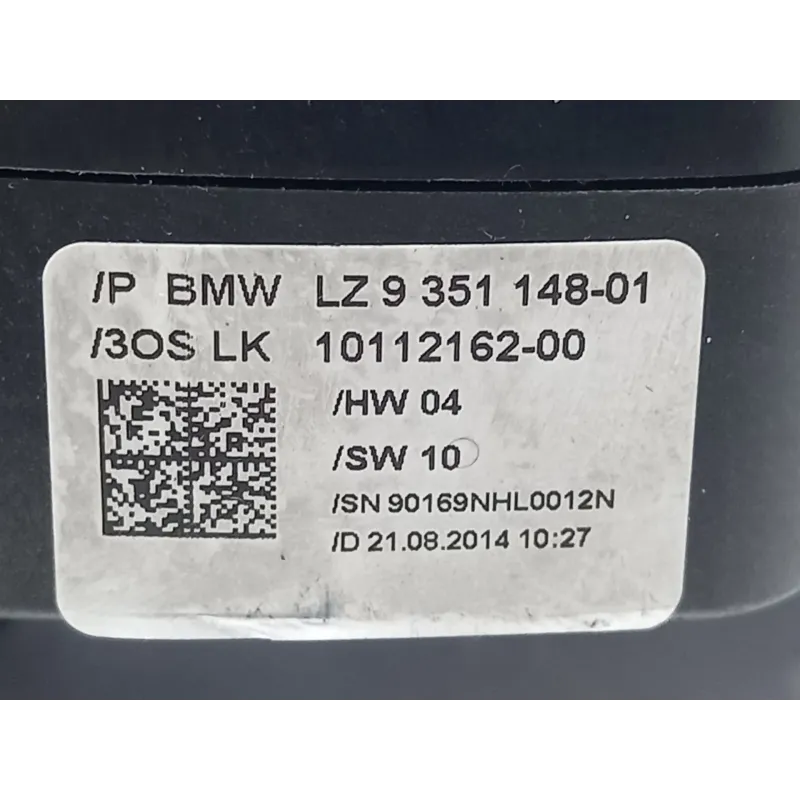 /P BMW LZ 9 351 148-01
/3OS LK 10112162-00
/HW 04
/SW 10
/SN 90169NHL0012N
/D 21.08.2014 10:27